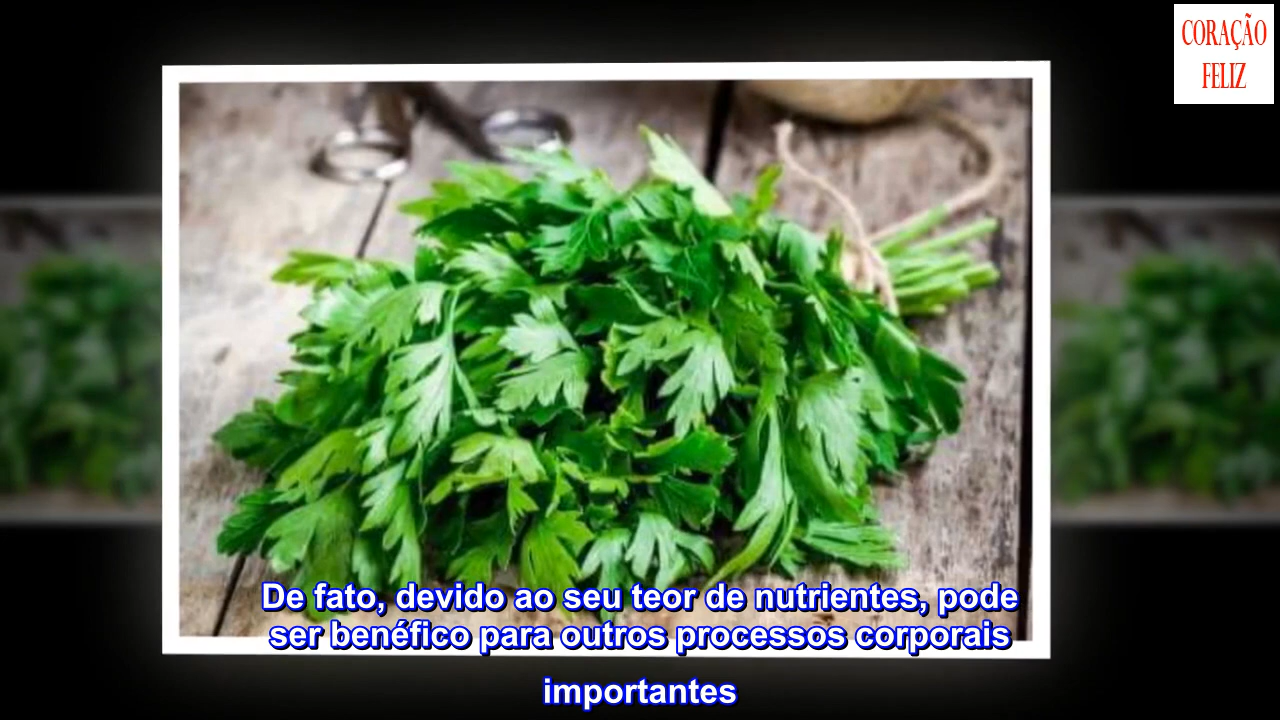 CORAÇÃO
FELIZ
De fato, devido ao seu teor de nutrientes, pode
ser benéfico para outros processos corporais
importantes